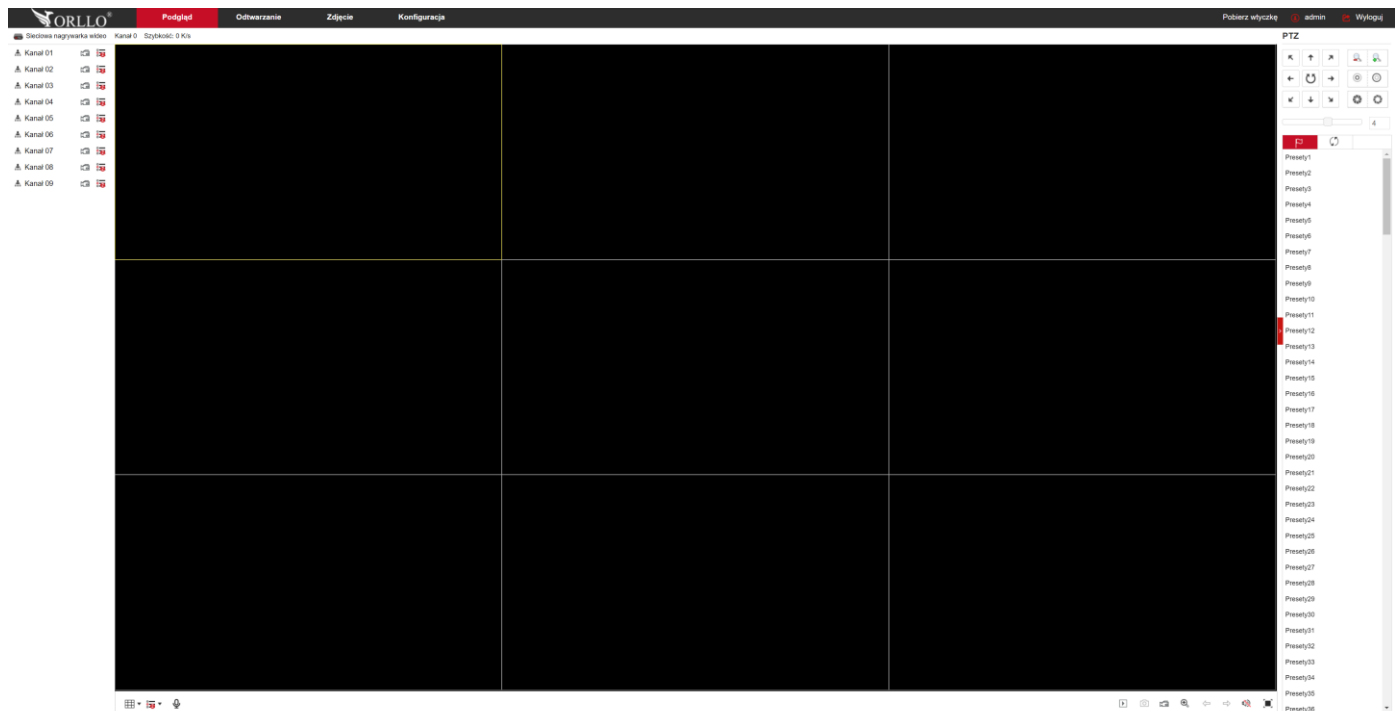 ORLLO®
Podgląd Odtwarzanie Zdjęcie Konfiguracja Pobierz wtyczkę admin Wyloguj
Sieciowa nagrywarka wideo Kanał 0 Szybkość: 0 K/s PTZ
Kanał 01
Kanał 02
Kanał 03
Kanał 04
Kanał 05
Kanał 06
Kanał 07
Kanał 08
Kanał 09
4
Presety1
Presety2
Presety3
Presety4
Presety5
Presety6
Presety7
Presety8
Presety9
Presety10
Presety11
Presety12
Presety13
Presety14
Presety15
Presety16
Presety17
Presety18
Presety19
Presety20
Presety21
Presety22
Presety23
Presety24
Presety25
Presety26
Presety27
Presety28
Presety29
Presety30
Presety31
Presety32
Presety33
Presety34
Presety35
Presety36